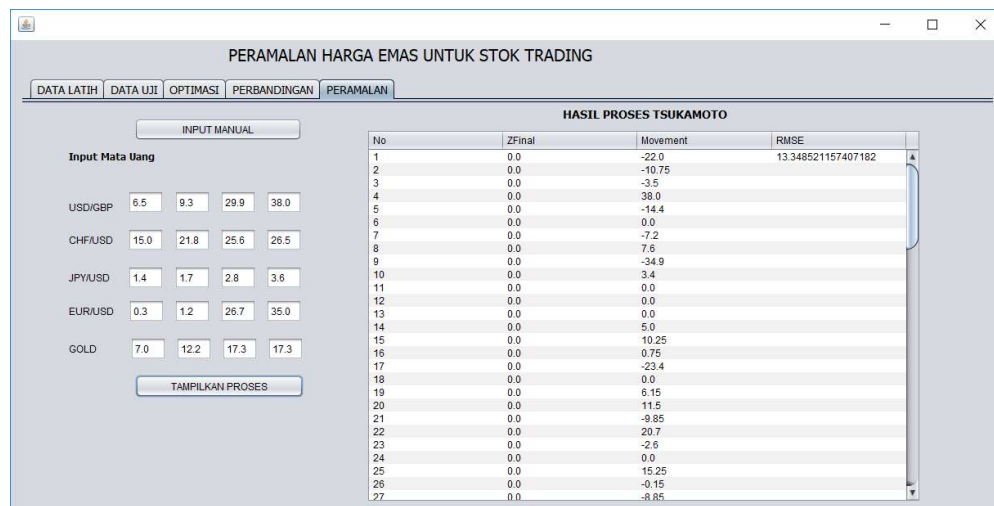 PERAMALAN HARGA EMAS UNTUK STOK TRADING
DATA LATIH DATA UJI OPTIMASI PERBANDINGAN PERAMALAN
INPUT MANUAL
Input Mata Uang
USD/GBP 6.5 9.3 29.9 38.0
CHF/USD 15.0 21.8 25.6 26.5
JPY/USD 1.4 1.7 2.8 3.6
EUR/USD 0.3 1.2 26.7 35.0
GOLD 7.0 12.2 17.3 17.3
TAMPILKAN PROSES
HASIL PROSES TSUKAMOTO
No ZFinal Movement RMSE
1 0.0 -22.0 13.348521157407182
2 0.0 -10.75
3 0.0 -3.5
4 0.0 38.0
5 0.0 -14.4
6 0.0 0.0
7 0.0 -7.2
8 0.0 7.6
9 0.0 -34.9
10 0.0 3.4
11 0.0 0.0
12 0.0 0.0
13 0.0 0.0
14 0.0 5.0
15 0.0 10.25
16 0.0 0.75
17 0.0 -23.4
18 0.0 0.0
19 0.0 6.15
20 0.0 11.5
21 0.0 -9.85
22 0.0 20.7
23 0.0 -2.6
24 0.0 0.0
25 0.0 15.25
26 0.0 -0.15
27 0.0 -8.85